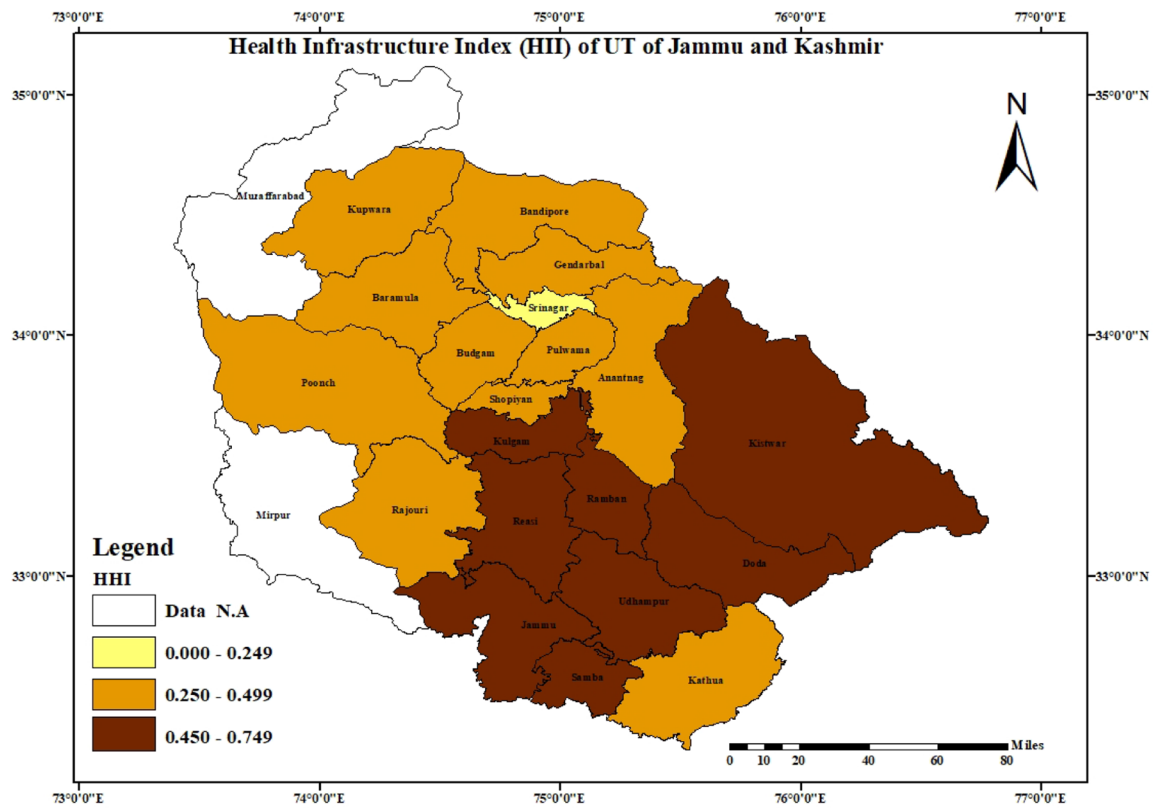 73°0'0"E 74°0'0"E 75°0'0"E 76°0'0"E 77°0'0"E
Health Infrastructure Index (HII) of UT of Jammu and Kashmir
35°0'0"N 35°0'0"N
N
Muzaffarabad
Kupwara
Bandipore
Gendarbal
Baramula
Srinagar
34°0'0"N 34°0'0"N
Budgam
Pulwama
Poonch
Anantnag
Shopiyan
Kulgam
Kistwar
Ramban
Rajouri
Mirpur
Reasi
Legend
HHI
Doda
33°0'0"N 33°0'0"N
Udhampur
Data N.A
Jammu
0.000 - 0.249
Samba
Kathua
0.250 - 0.499
0.450 - 0.749
Miles
0 10 20 40 60 80
73°0'0"E 74°0'0"E 75°0'0"E 76°0'0"E 77°0'0"E